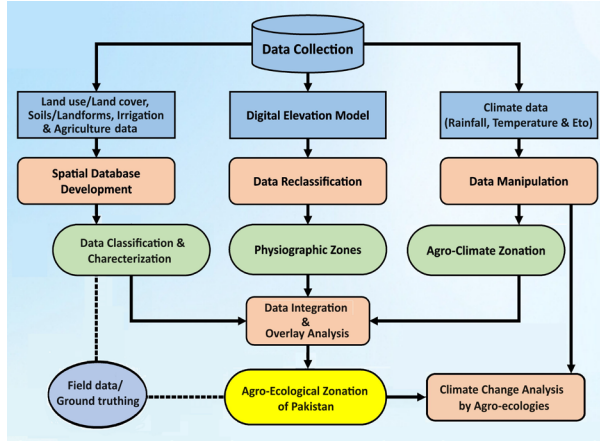 Data Collection
Land use/Land cover,
Soils/Landforms, Irrigation
& Agriculture data
Digital Elevation Model
Climate data
(Rainfall, Temperature & Eto)
Spatial Database
Development
Data Reclassification
Data Manipulation
Data Classification &
Charecterization
Physiographic Zones
Agro-Climate Zonation
Data Integration
&
Overlay Analysis
Field data/
Ground truthing
Agro-Ecological Zonation
of Pakistan
Climate Change Analysis
by Agro-ecologies